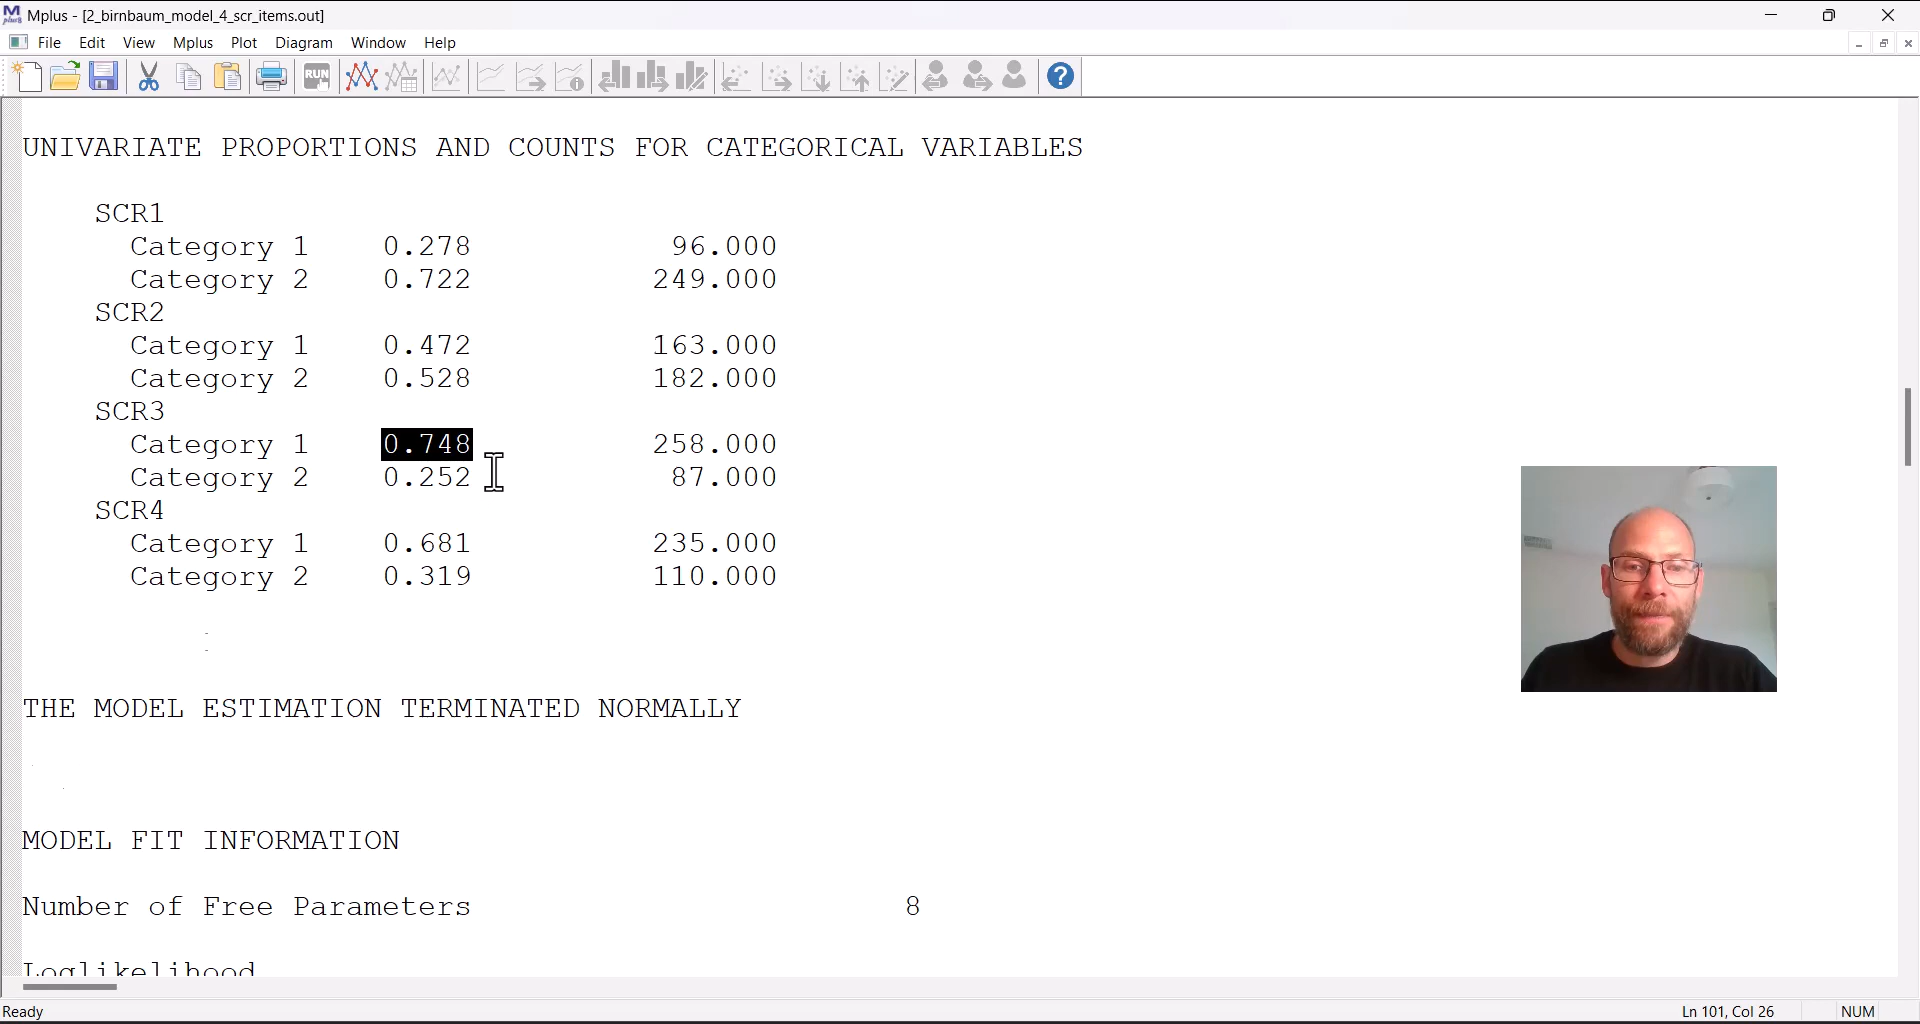 Mplus - [2_birnbaum_model_4_scr_items.out]
File Edit View Mplus Plot Diagram Window Help
RUN
UNIVARIATE PROPORTIONS AND COUNTS FOR CATEGORICAL VARIABLES
SCR1
Category 1 0.278 96.000
Category 2 0.722 249.000
SCR2
Category 1 0.472 163.000
Category 2 0.528 182.000
SCR3
Category 1 0.748 258.000
Category 2 0.252 87.000
SCR4
Category 1 0.681 235.000
Category 2 0.319 110.000
THE MODEL ESTIMATION TERMINATED NORMALLY
MODEL FIT INFORMATION
Number of Free Parameters 8
Loglikelihood
Ready Ln 101, Col 26 NUM